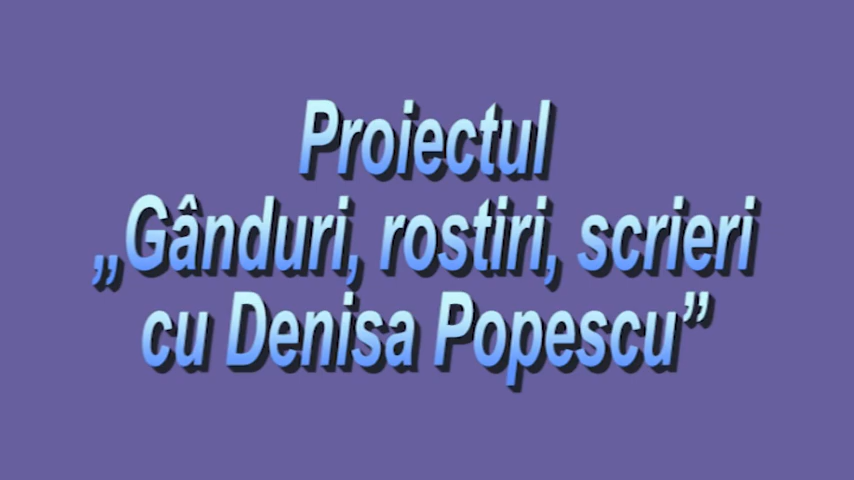 Proiectul
„Gânduri, rostiri, scrieri
cu Denisa Popescu”